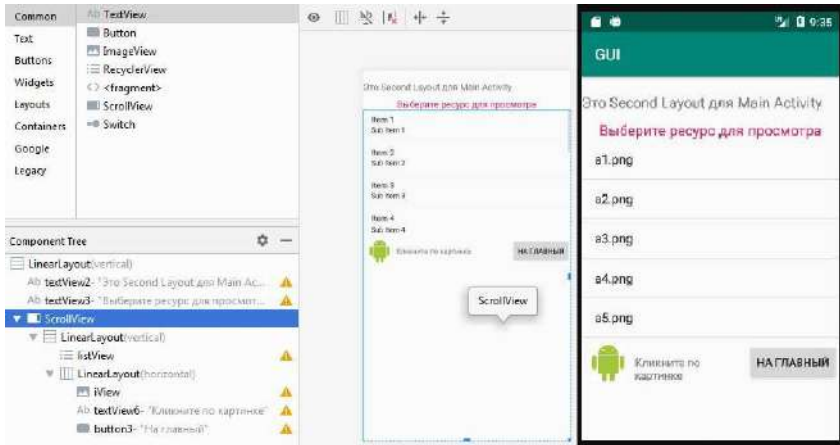 Common
Text
Buttons
Widgets
Layouts
Containers
Google
Legacy
Ab TextView
Button
ImageView
RecyclerView
<> <fragment>
ScrollView
Switch
Component Tree
LinearLayout(vertical)
Ab textView2- "Это Second Layout для Main Ac...
Ab textView3- "Выберите ресурс для просмот...
ScrollView
LinearLayout(vertical)
listView
LinearLayout(horizontal)
iView
Ab textView6- "Кликните по картинке"
button3- "На главный"
Это Second Layout для Main Activity
Выберите ресурс для просмотра
Item 1
Sub Item 1
Item 2
Sub Item 2
Item 3
Sub Item 3
Item 4
Sub Item 4
Кликните по картинке
НА ГЛАВНЫЙ
ScrollView
9:35
GUI
Это Second Layout для Main Activity
Выберите ресурс для просмотра
a1.png
a2.png
a3.png
a4.png
a5.png
Кликните по
картинке
НА ГЛАВНЫЙ